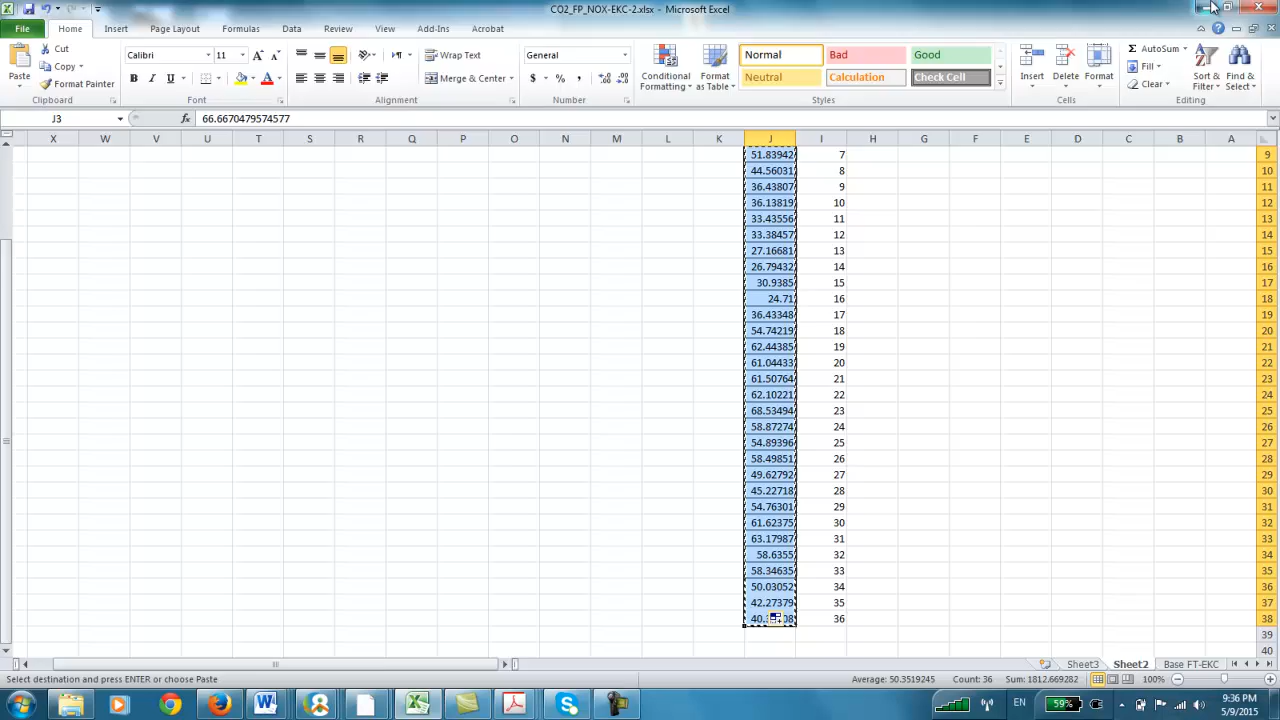 CO2_FP_NOX-EKC-2.xlsx - Microsoft Excel
File Home Insert Page Layout Formulas Data Review View Add-Ins Acrobat
Paste Cut Copy Format Painter Clipboard
Calibri 11 Font
Wrap Text Merge & Center Alignment
General Number
Conditional Formatting Format as Table Normal Bad Good Neutral Calculation Check Cell Styles
Insert Delete Format Cells
AutoSum Fill Clear Sort & Filter Find & Select Editing
J3 fx 66.6670479574577
X W V U T S R Q P O N M L K J I H G F E D C B A
51.83942 7 9
44.56031 8 10
36.43807 9 11
36.13819 10 12
33.43556 11 13
33.38457 12 14
27.16681 13 15
26.79432 14 16
30.9385 15 17
24.71 16 18
36.43348 17 19
54.74219 18 20
62.44385 19 21
61.04433 20 22
61.50764 21 23
62.10221 22 24
68.53494 23 25
58.87274 24 26
54.89396 25 27
58.49851 26 28
49.62792 27 29
45.22718 28 30
54.76301 29 31
61.62375 30 32
63.17987 31 33
58.6355 32 34
58.34635 33 35
50.03052 34 36
42.27379 35 37
36 38
39
40
Sheet3 Sheet2 Base FT-EKC
Select destination and press ENTER or choose Paste Average: 50.3519245 Count: 36 Sum: 1812.669282 100%
EN 59% 9:36 PM
5/9/2015